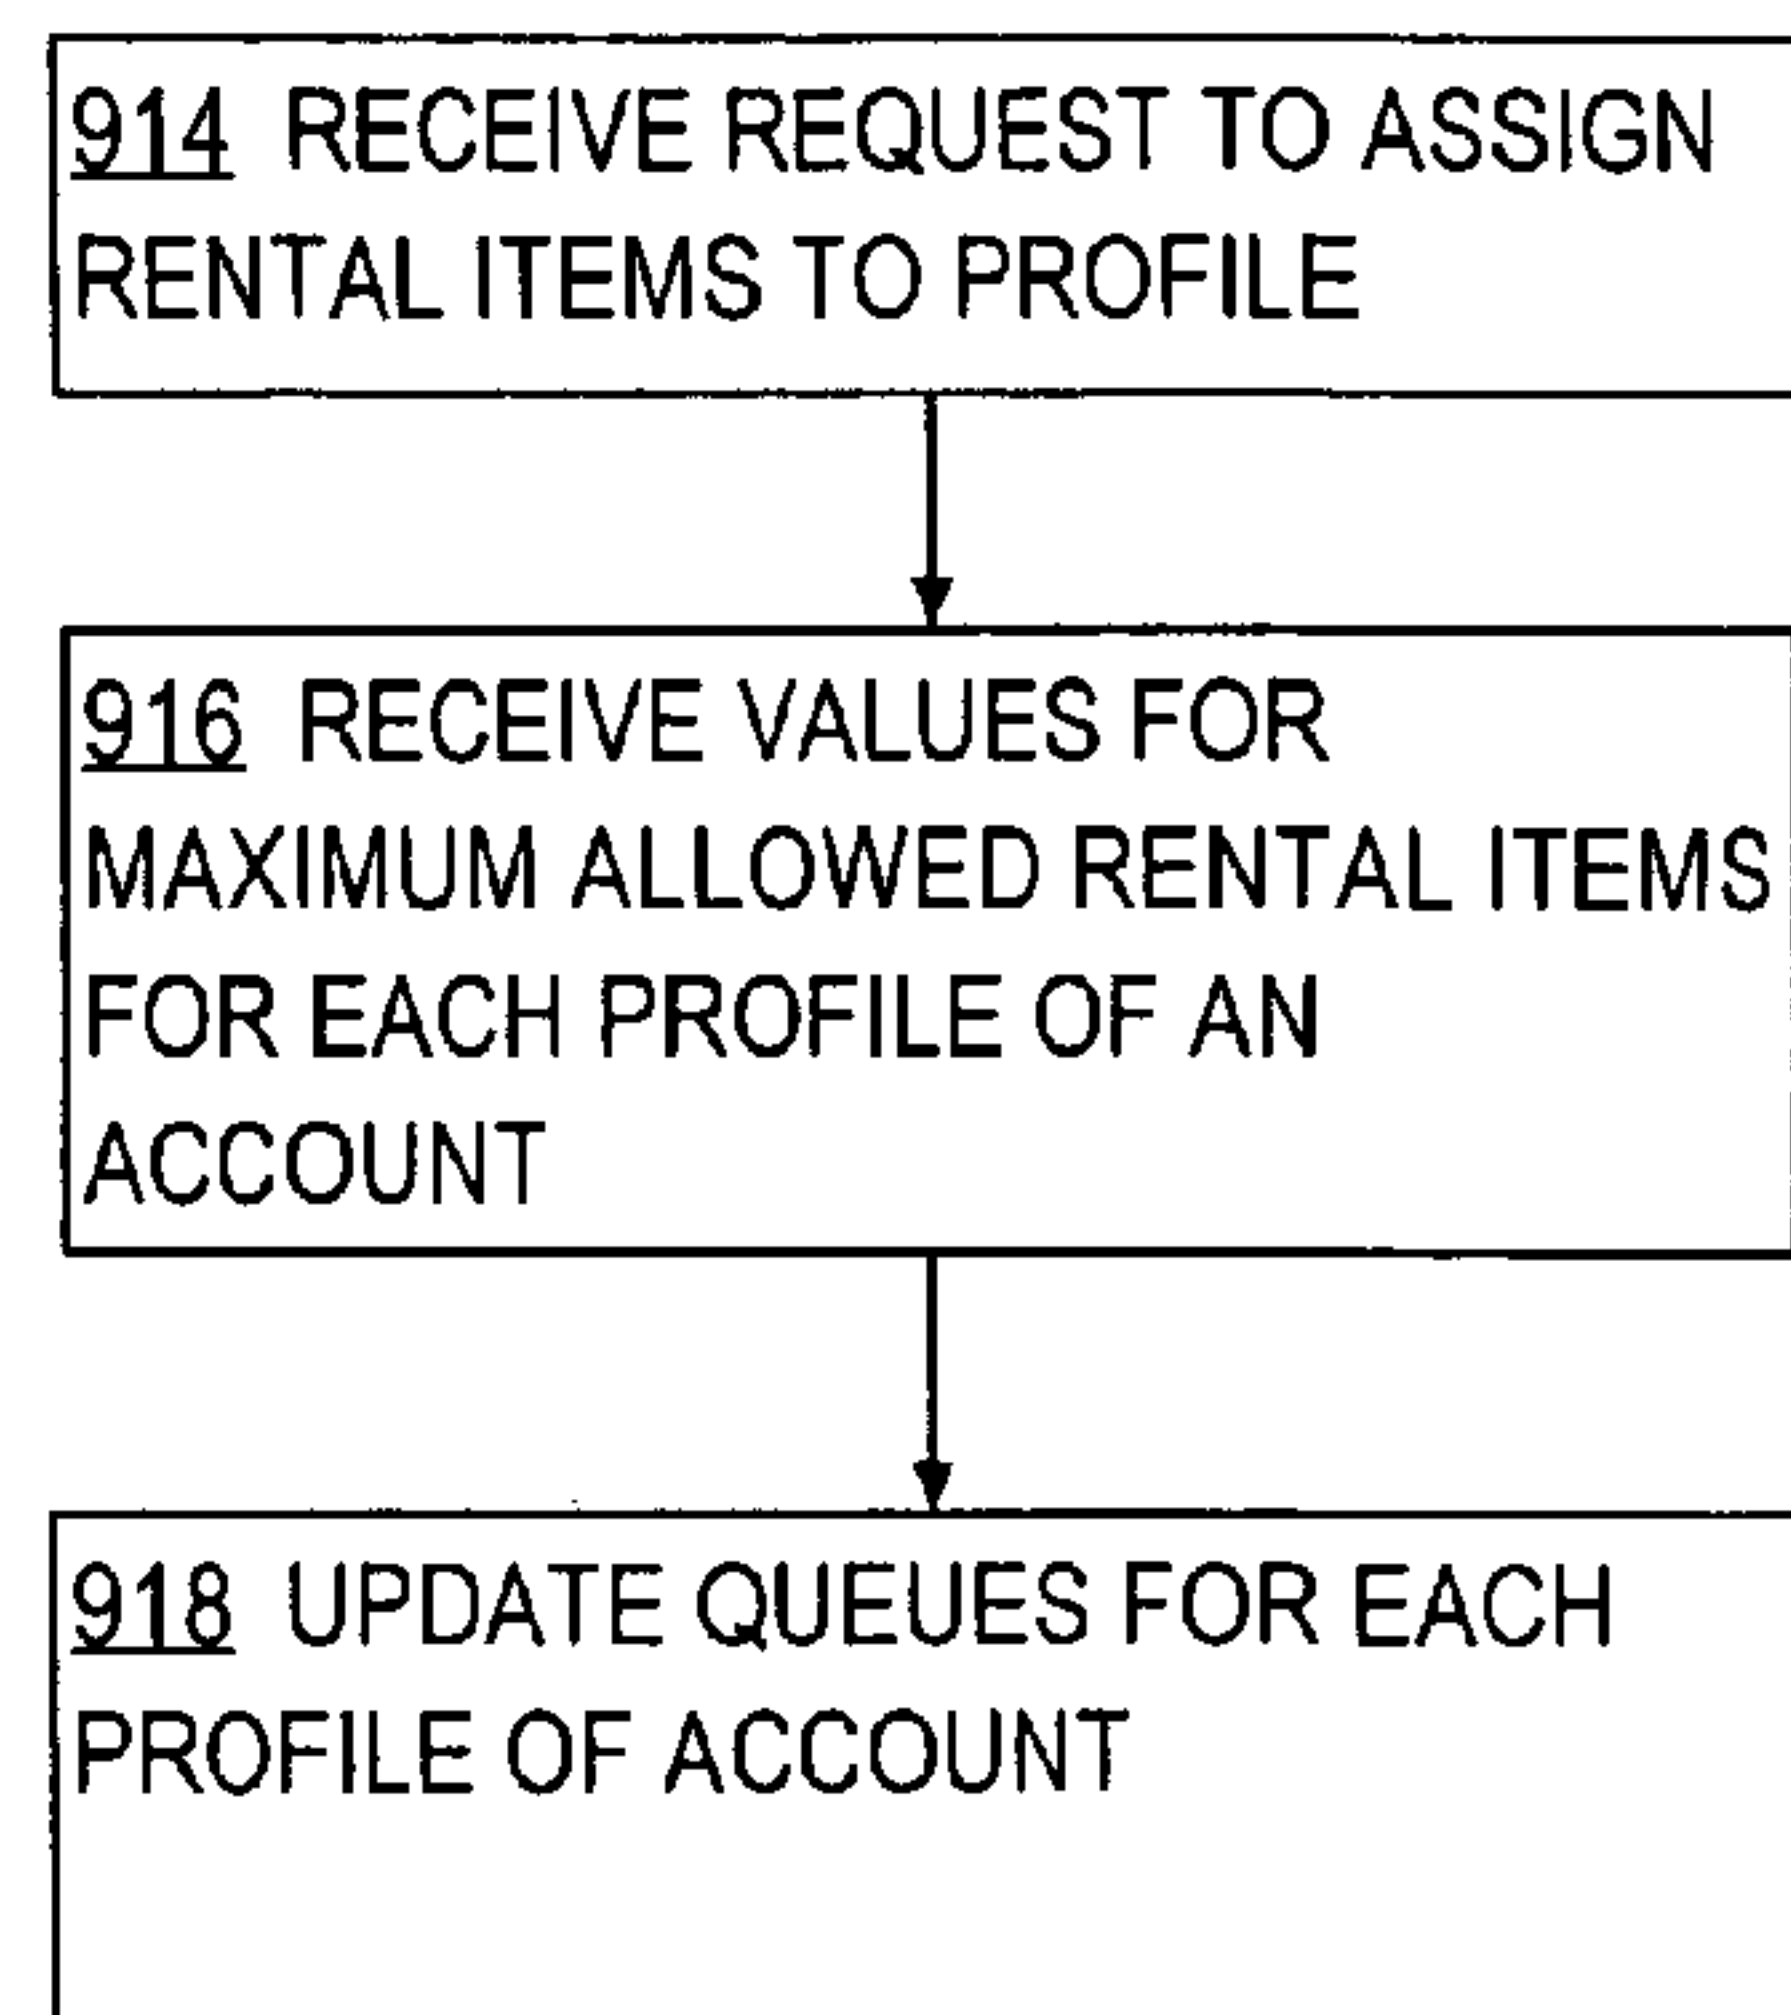 914 RECEIVE REQUEST TO ASSIGN
RENTAL ITEMS TO PROFILE
916 RECEIVE VALUES FOR
MAXIMUM ALLOWED RENTAL ITEMS
FOR EACH PROFILE OF AN
ACCOUNT
918 UPDATE QUEUES FOR EACH
PROFILE OF ACCOUNT